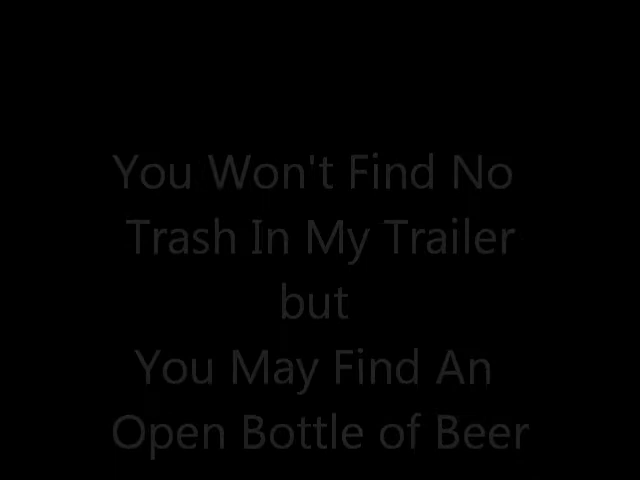 You Won't Find No
Trash In My Trailer
but
You May Find An
Open Bottle of Beer